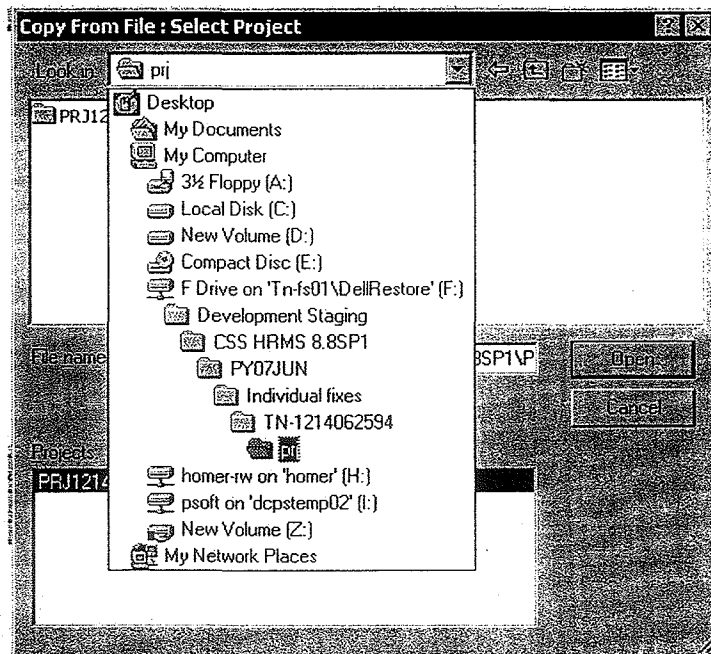 Copy From File : Select Project
Look in: prj
PRJ12
Desktop
My Documents
My Computer
3½ Floppy (A:)
Local Disk (C:)
New Volume (D:)
Compact Disc (E:)
F Drive on 'Tn-fs01\DellRestore' (F:)
Development Staging
CSS HRMS 8.8SP1
PY07JUN
Individual fixes
TN-1214062594
prj
homer-rw on 'homer' (H:)
psoft on 'dcpstemp02' (I:)
New Volume (Z:)
My Network Places
File name 8SP1\P Open
Cancel
Projects
PRJ1214